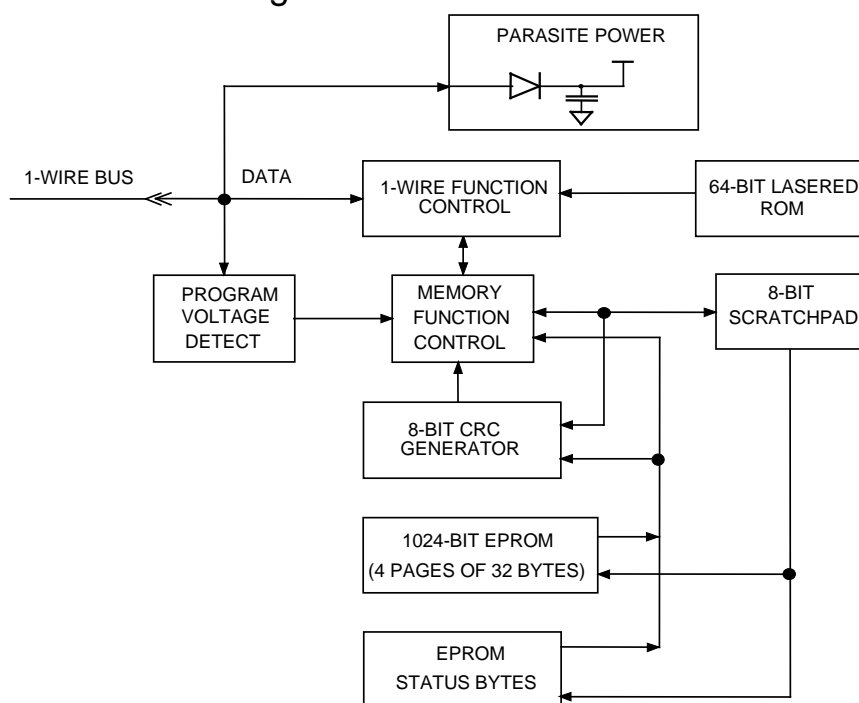 PARASITE POWER
1-WIRE BUS
DATA
1-WIRE FUNCTION
CONTROL
64-BIT LASERED
ROM
PROGRAM
VOLTAGE
DETECT
MEMORY
FUNCTION
CONTROL
8-BIT
SCRATCHPAD
8-BIT CRC
GENERATOR
1024-BIT EPROM
(4 PAGES OF 32 BYTES)
EPROM
STATUS BYTES